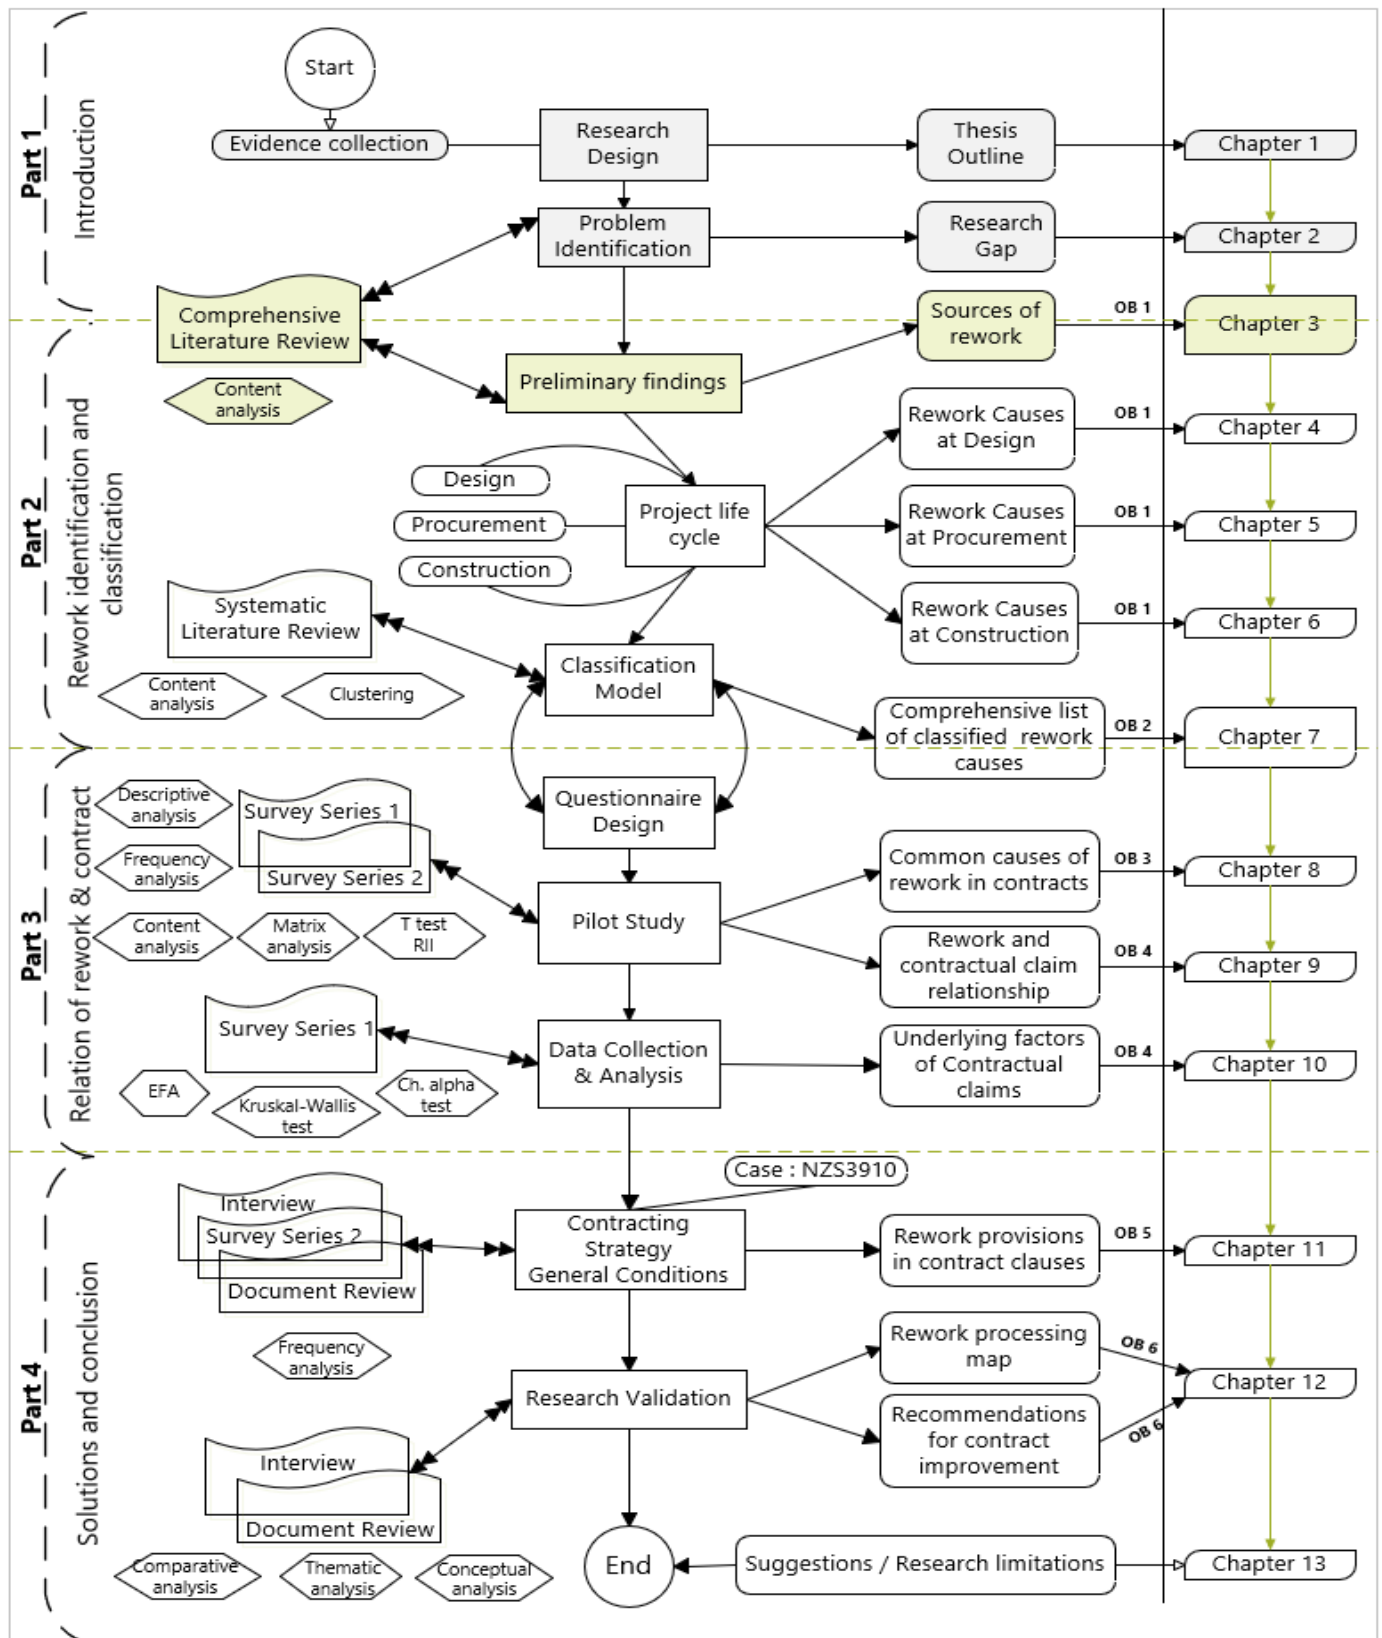 Part 1
Introduction
Start
Evidence collection
Research
Design
Thesis
Outline
Chapter 1
Problem
Identification
Research
Gap
Chapter 2
Comprehensive
Literature Review
Content
analysis
Sources of
rework
OB 1
Chapter 3
Preliminary findings
Part 2
Rework identification and
classification
Rework Causes
at Design
OB 1
Chapter 4
Design
Procurement
Construction
Project life
cycle
Rework Causes
at Procurement
OB 1
Chapter 5
Systematic
Literature Review
Content
analysis
Clustering
Rework Causes
at Construction
OB 1
Chapter 6
Classification
Model
Comprehensive list
of classified rework
causes
OB 2
Chapter 7
Part 3
Relation of rework & contract
Descriptive
analysis
Survey Series 1
Survey Series 2
Frequency
analysis
Content
analysis
Matrix
analysis
T test
RII
Questionnaire
Design
Pilot Study
Common causes of
rework in contracts
OB 3
Chapter 8
Rework and
contractual claim
relationship
OB 4
Chapter 9
Survey Series 1
EFA
Kruskal-Wallis
test
Ch. alpha
test
Data Collection
& Analysis
Underlying factors
of Contractual
claims
OB 4
Chapter 10
Part 4
Solutions and conclusion
Case : NZS3910
Interview
Survey Series 2
Document Review
Frequency
analysis
Contracting
Strategy
General Conditions
Rework provisions
in contract clauses
OB 5
Chapter 11
Rework processing
map
OB 6
Chapter 12
Research Validation
Recommendations
for contract
improvement
OB 6
Interview
Document Review
Comparative
analysis
Thematic
analysis
Conceptual
analysis
End
Suggestions / Research limitations
Chapter 13